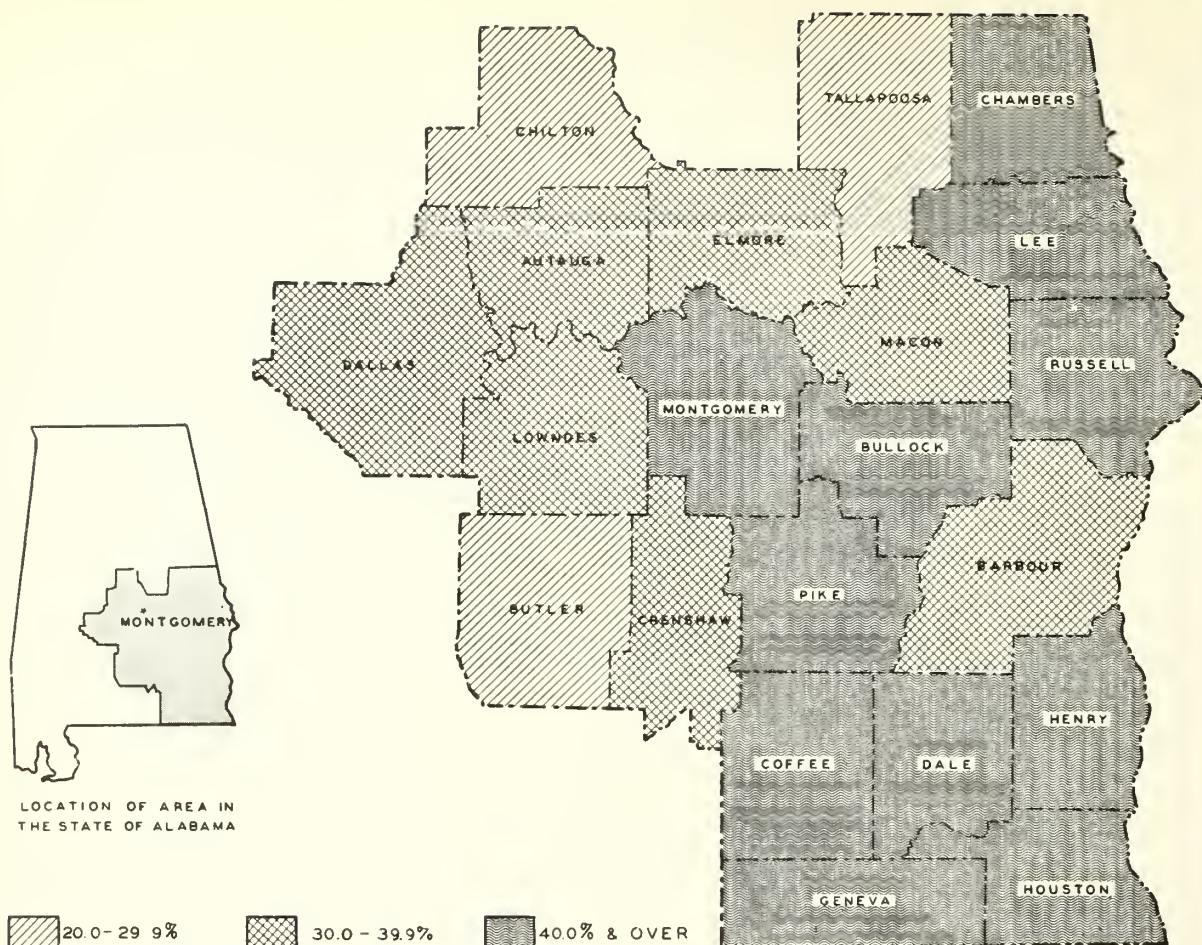 TALLAPOOSA
CHAMBERS
CHILTON
LEE
ELMORE
AUTAUGA
MACON
DALLAS
RUSSELL
MONTGOMERY
LOWNDES
BULLOCK
BARBOUR
PIKE
BUTLER
CRENSHAW
MONTGOMERY
HENRY
COFFEE
DALE
LOCATION OF AREA IN
THE STATE OF ALABAMA
HOUSTON
GENEVA
20.0-29 9%
30.0-39.9%
40.0% & OVER